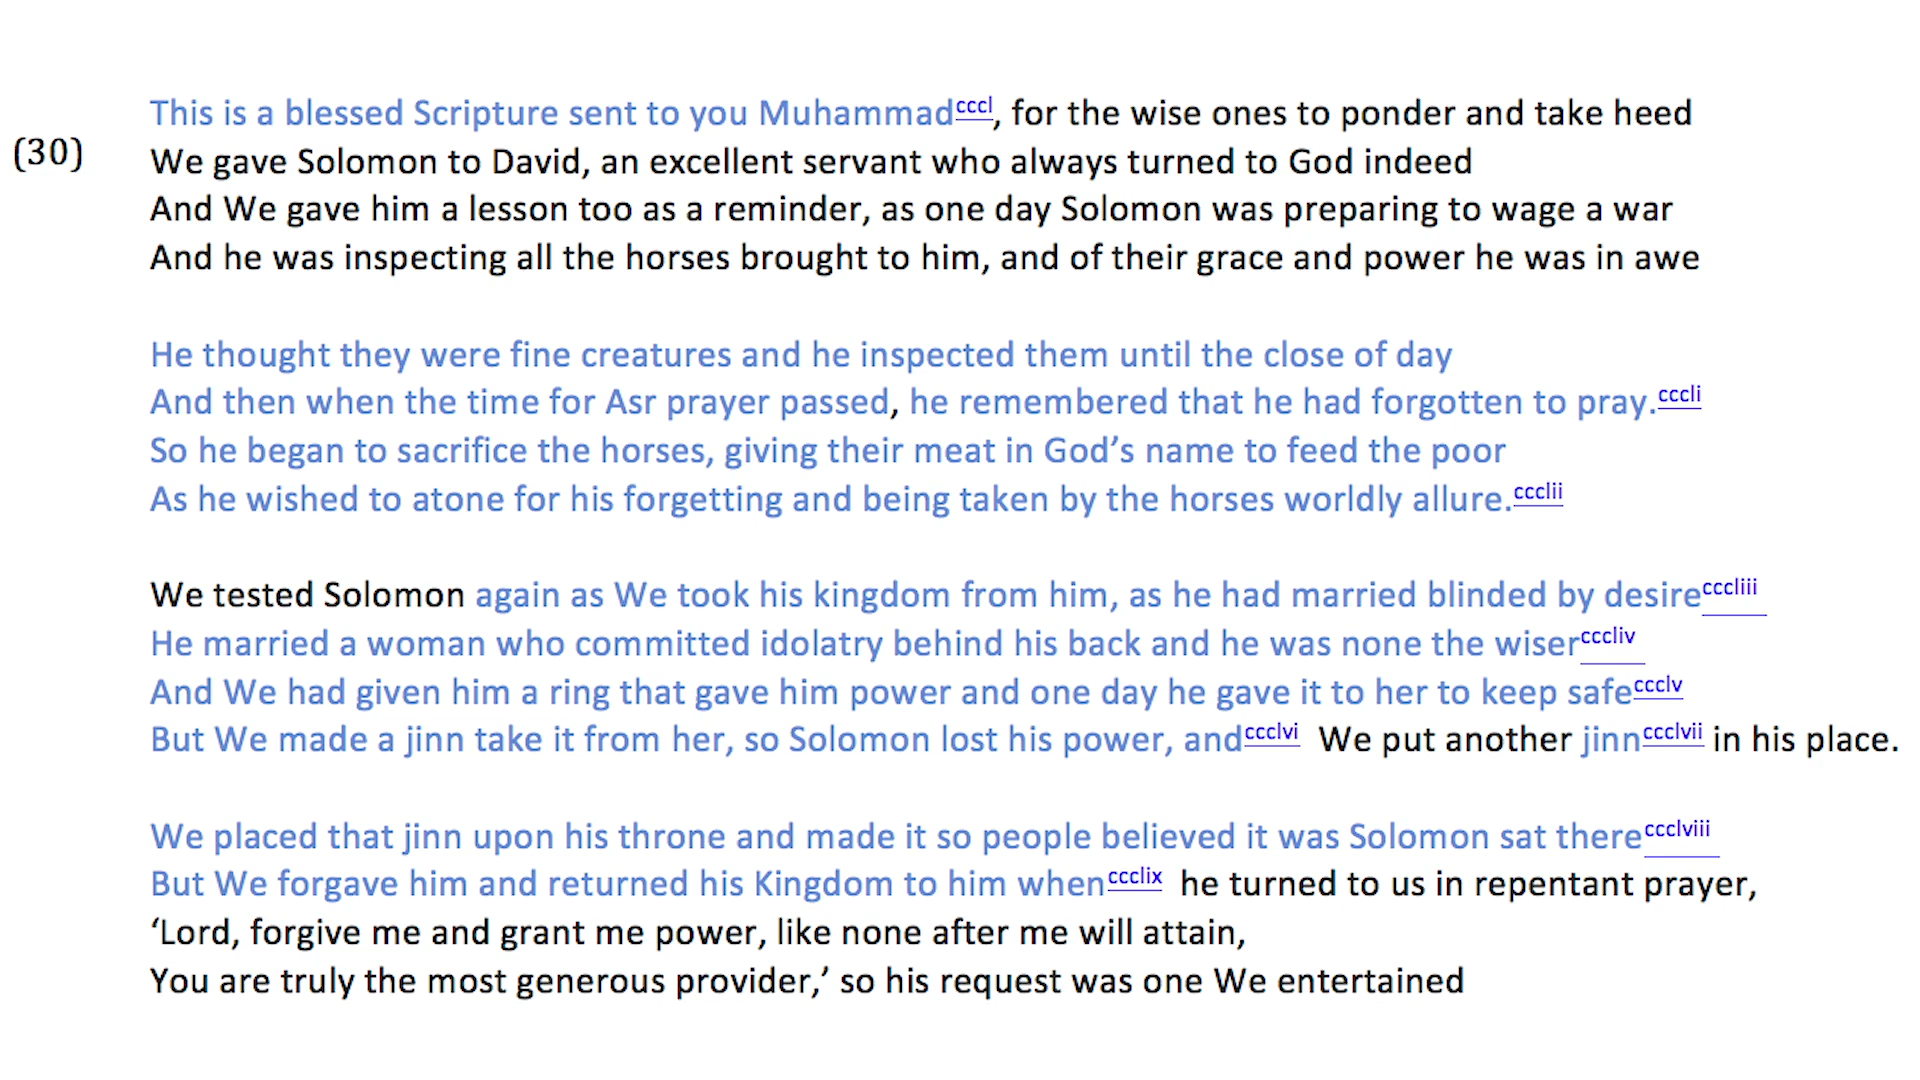 This is a blessed Scripture sent to you Muhammadcccl, for the wise ones to ponder and take heed
(30) We gave Solomon to David, an excellent servant who always turned to God indeed
And We gave him a lesson too as a reminder, as one day Solomon was preparing to wage a war
And he was inspecting all the horses brought to him, and of their grace and power he was in awe
He thought they were fine creatures and he inspected them until the close of day
And then when the time for Asr prayer passed, he remembered that he had forgotten to pray.cccli
So he began to sacrifice the horses, giving their meat in God’s name to feed the poor
As he wished to atone for his forgetting and being taken by the horses worldly allure.ccclii
We tested Solomon again as We took his kingdom from him, as he had married blinded by desirecccliii
He married a woman who committed idolatry behind his back and he was none the wisercccliv
And We had given him a ring that gave him power and one day he gave it to her to keep safeccclv
But We made a jinn take it from her, so Solomon lost his power, andccclvi We put another jinnccclvii in his place.
We placed that jinn upon his throne and made it so people believed it was Solomon sat thereccclviii
But We forgave him and returned his Kingdom to him whenccclix he turned to us in repentant prayer,
‘Lord, forgive me and grant me power, like none after me will attain,
You are truly the most generous provider,’ so his request was one We entertained